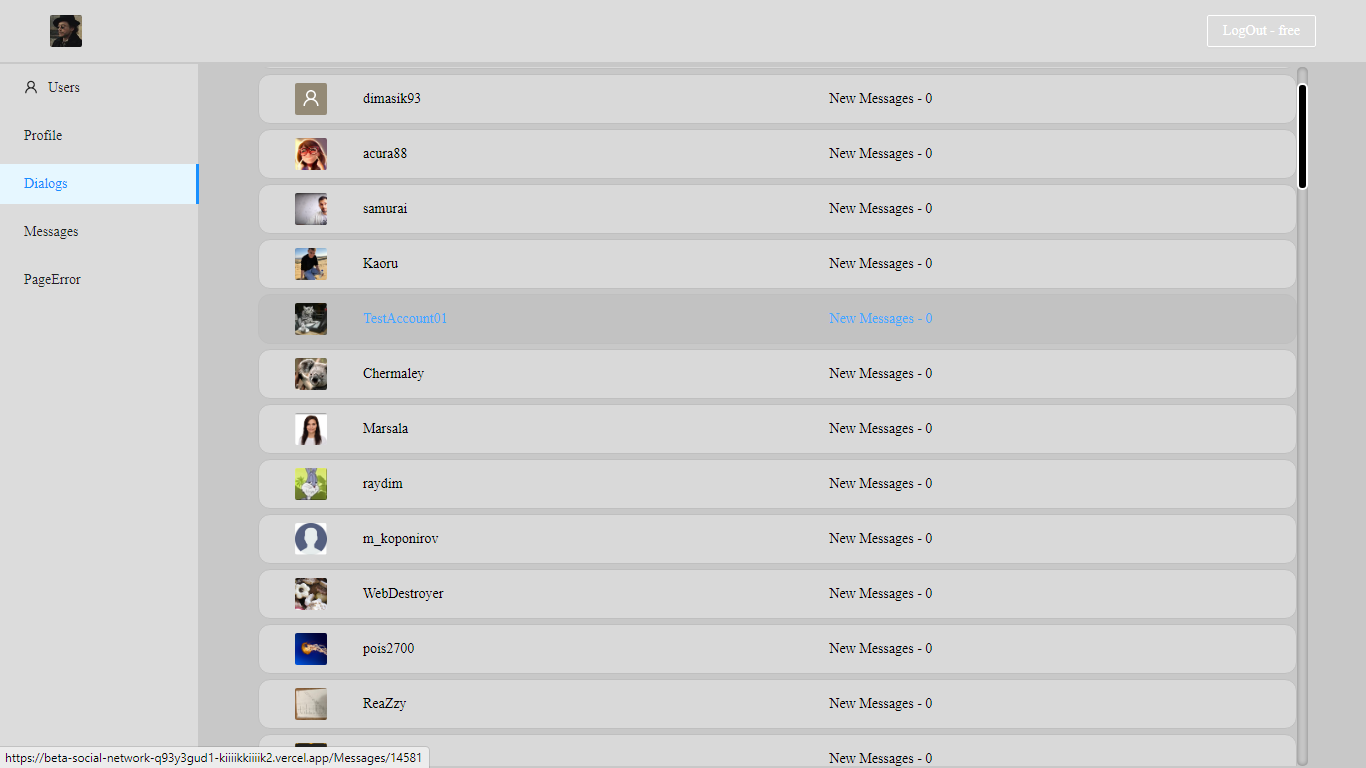 LogOut - free
Users
Profile
Dialogs
Messages
PageError
dimasik93 New Messages - 0
acura88 New Messages - 0
samurai New Messages - 0
Kaoru New Messages - 0
TestAccount01 New Messages - 0
Chermaley New Messages - 0
Marsala New Messages - 0
raydim New Messages - 0
m_koponirov New Messages - 0
WebDestroyer New Messages - 0
pois2700 New Messages - 0
ReaZzy New Messages - 0
New Messages - 0
https://beta-social-network-q93y3gud1-kiiiikkiiiik2.vercel.app/Messages/14581